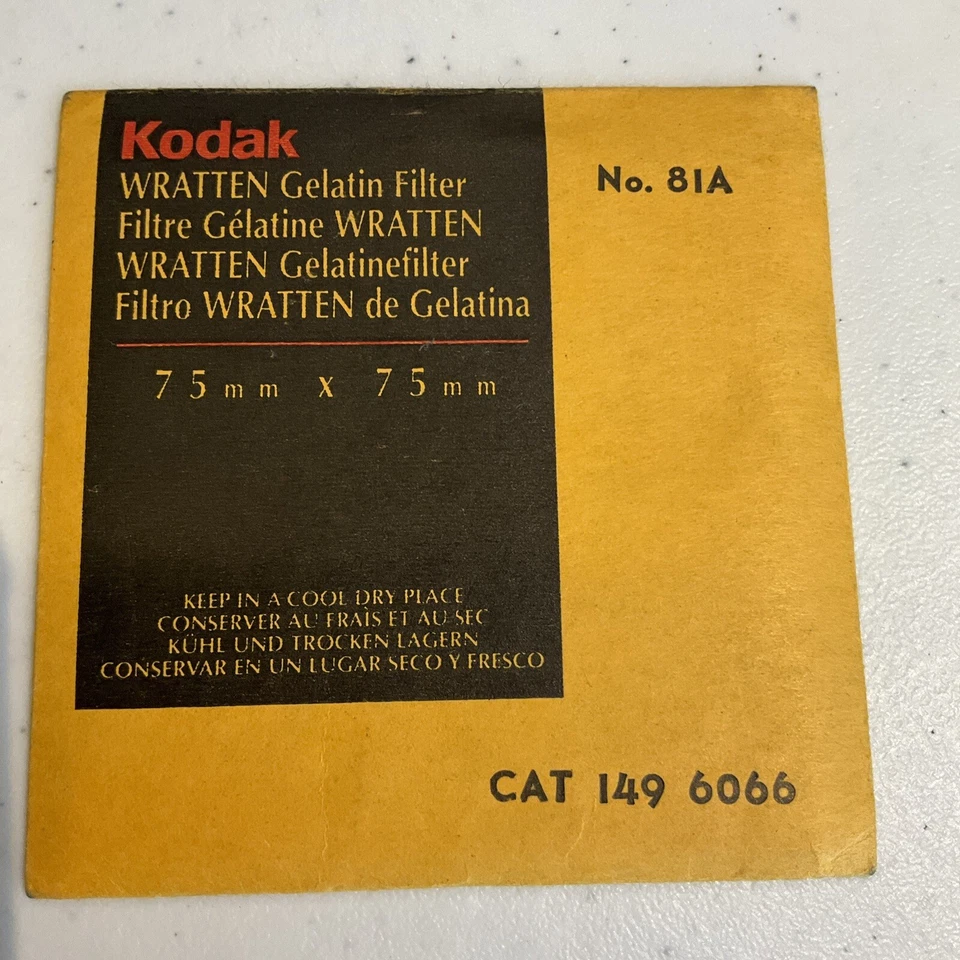 Kodak
WRATTEN Gelatin Filter
Filtre Gélatine WRATTEN
WRATTEN Gelatinefilter
Filtro WRATTEN de Gelatina
75mm x 75mm
KEEP IN A COOL DRY PLACE
CONSERVER AU FRAIS ET AU SEC
KÜHL UND TROCKEN LAGERN
CONSERVAR EN UN LUGAR SECO Y FRESCO
No. 81A
CAT 149 6066